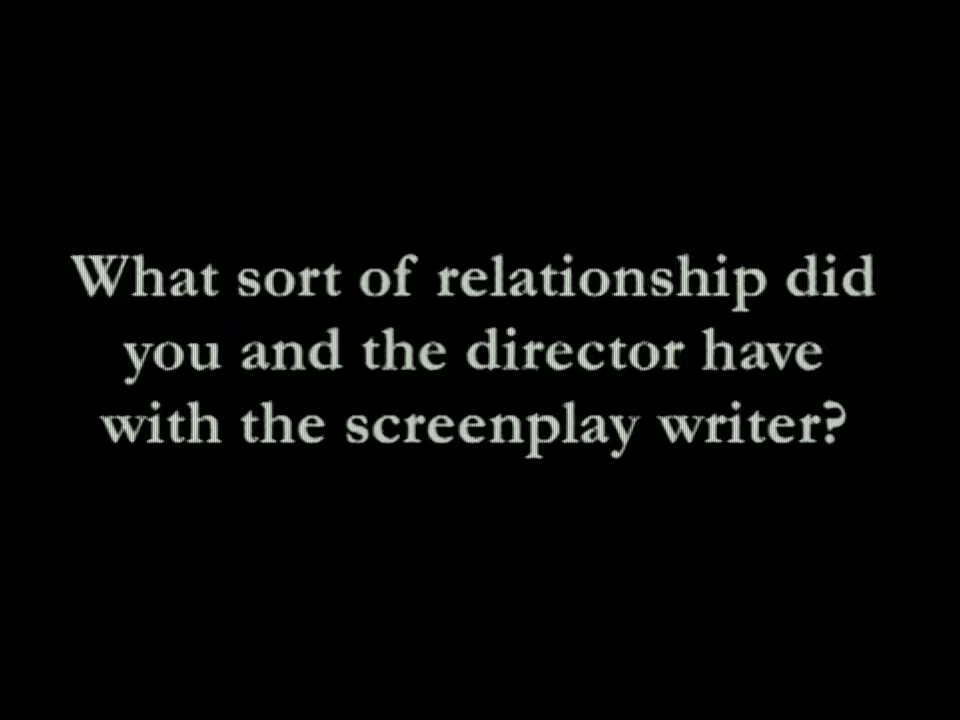 What sort of relationship did
you and the director have
with the screenplay writer?